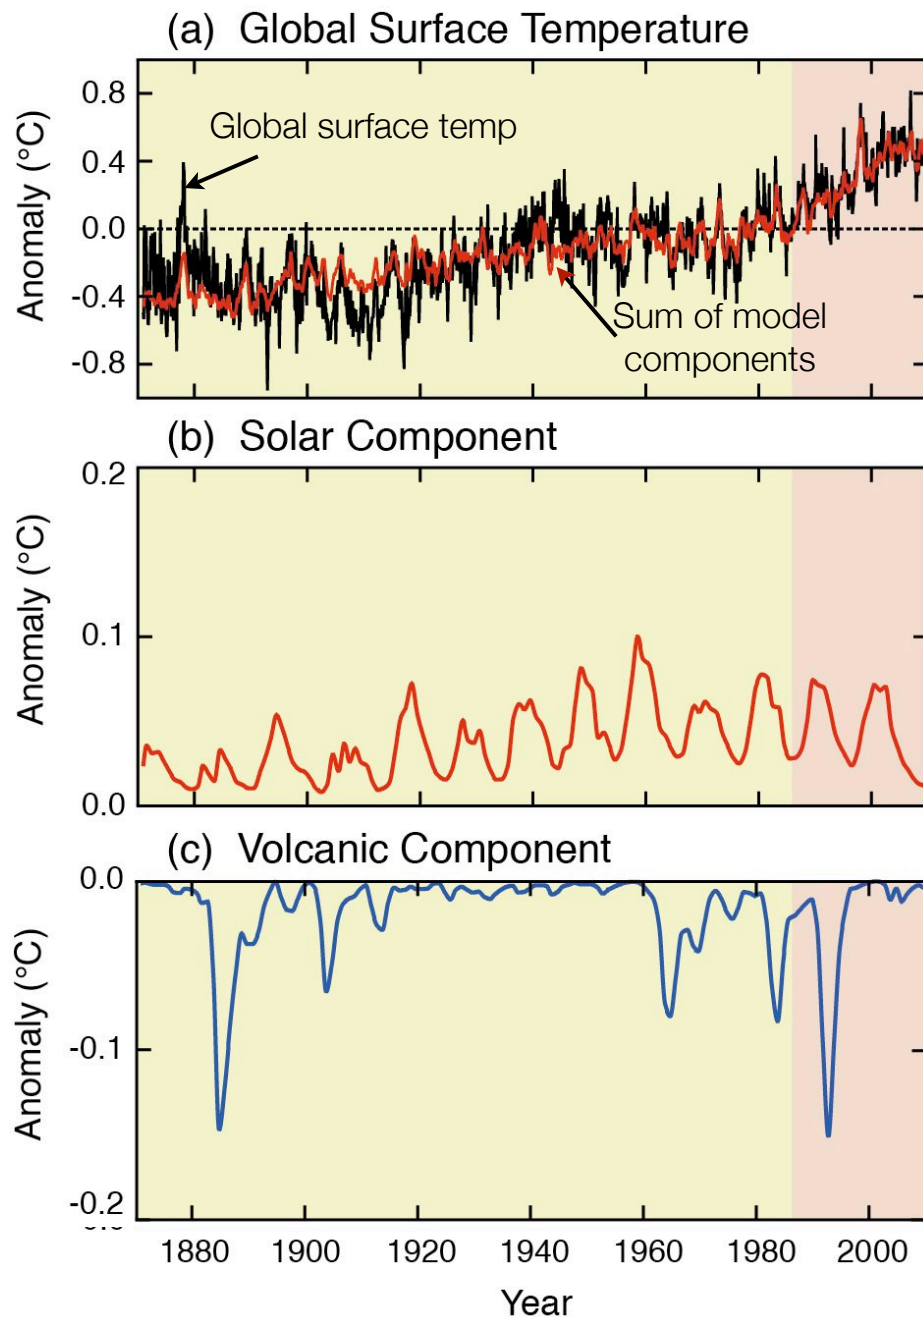 (a) Global Surface Temperature
Anomaly (°C)
0.8
0.4
0.0
-0.4
-0.8
Global surface temp
Sum of model
components
(b) Solar Component
Anomaly (°C)
0.2
0.1
0.0
(c) Volcanic Component
Anomaly (°C)
0.0
-0.1
-0.2
1880 1900 1920 1940 1960 1980 2000
Year